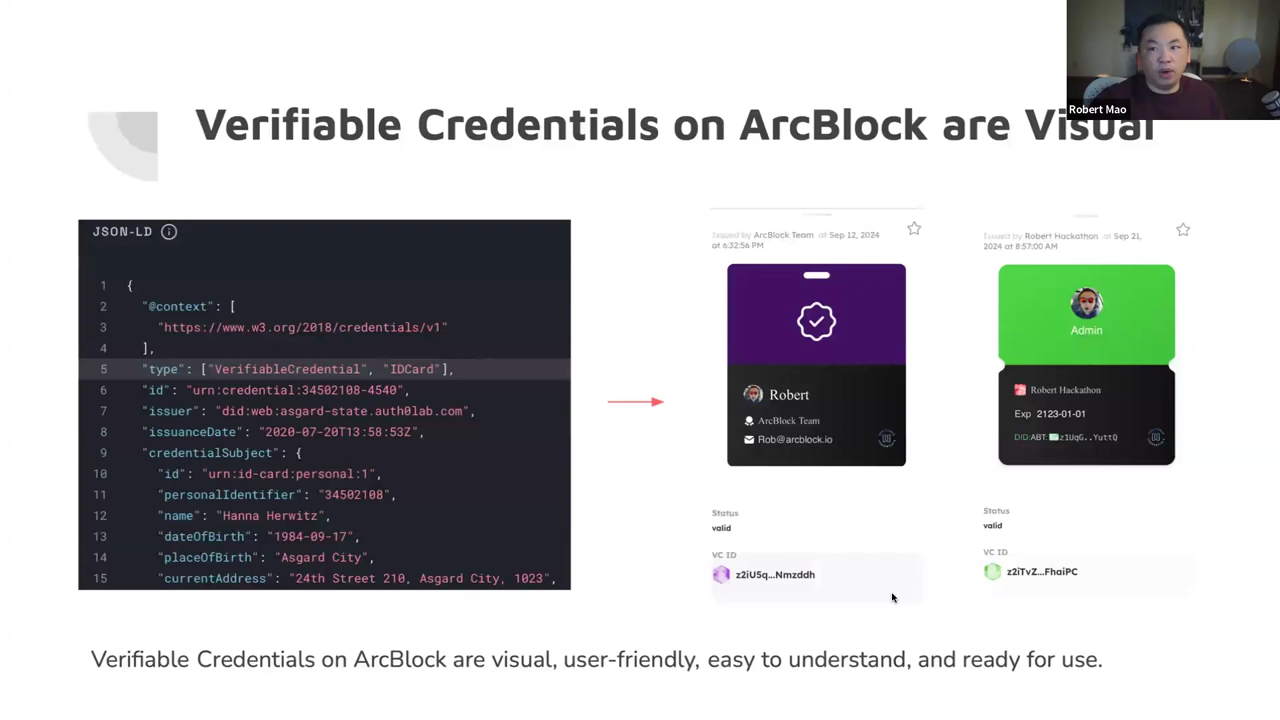 Robert Mao
Verifiable Credentials on ArcBlock are Visual
JSON-LD
1 {
2 "@context": [
3 "https://www.w3.org/2018/credentials/v1"
4 ],
5 "type": ["VerifiableCredential", "IDCard"],
6 "id": "urn:credential:34502108-4540",
7 "issuer": "did:web:asgard-state.auth0lab.com",
8 "issuanceDate": "2020-07-20T13:58:53Z",
9 "credentialSubject": {
10 "id": "urn:id-card:personal:1",
11 "personalIdentifier": "34502108",
12 "name": "Hanna Herwitz",
13 "dateOfBirth": "1984-09-17",
14 "placeOfBirth": "Asgard City",
15 "currentAddress": "24th Street 210, Asgard City, 1023",
Issued by ArcBlock Team at Sep 12, 2024
at 6:32:56 PM
Robert
ArcBlock Team
Rob@arcblock.io
Status
valid
VC ID
z2iU5q...Nmzddh
Issued by Robert Hackathon at Sep 21,
2024 at 8:57:00 AM
Admin
Robert Hackathon
Exp 2123-01-01
DID:ABT: z1UqG..YuttQ
Status
valid
VC ID
z2iTvZ...FhaiPC
Verifiable Credentials on ArcBlock are visual, user-friendly, easy to understand, and ready for use.